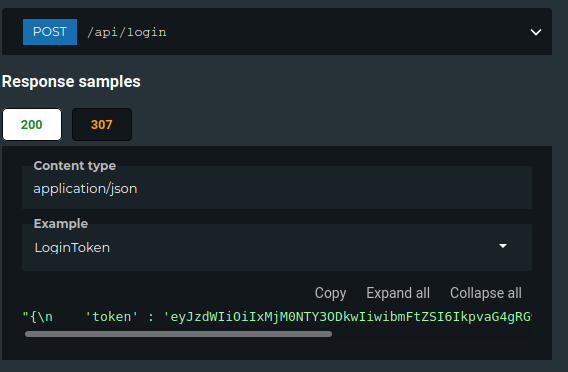 POST /api/login
Response samples
200 307
Content type
application/json
Example
LoginToken
Copy Expand all Collapse all
"{\n    'token' : 'eyJzdWIiOiIxMjM0NTY3ODkwIiwibmFtZSI6IkpvaG4gRG9